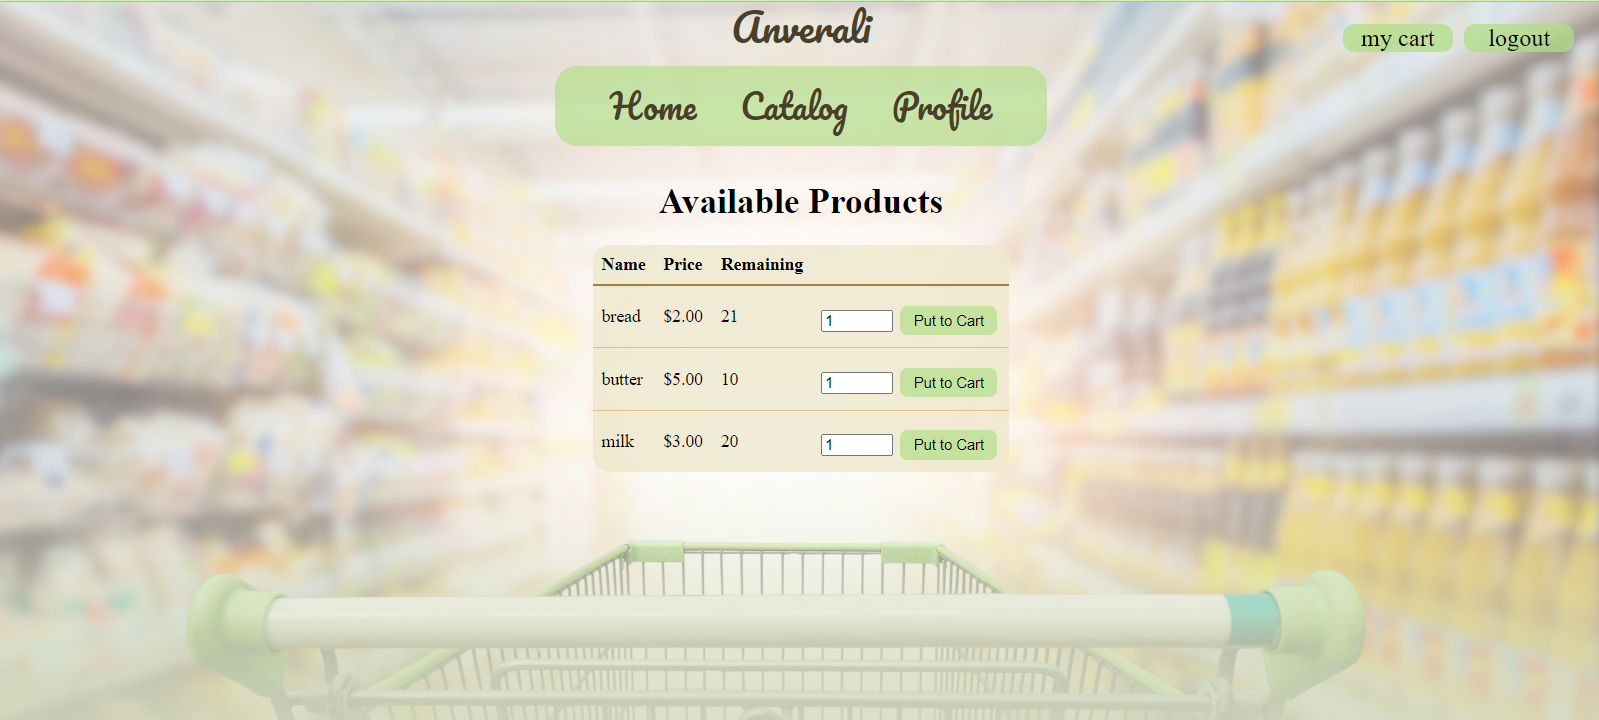 Anverali
my cart logout
Home Catalog Profile
Available Products
Name Price Remaining
bread $2.00 21 1 Put to Cart
butter $5.00 10 1 Put to Cart
milk $3.00 20 1 Put to Cart